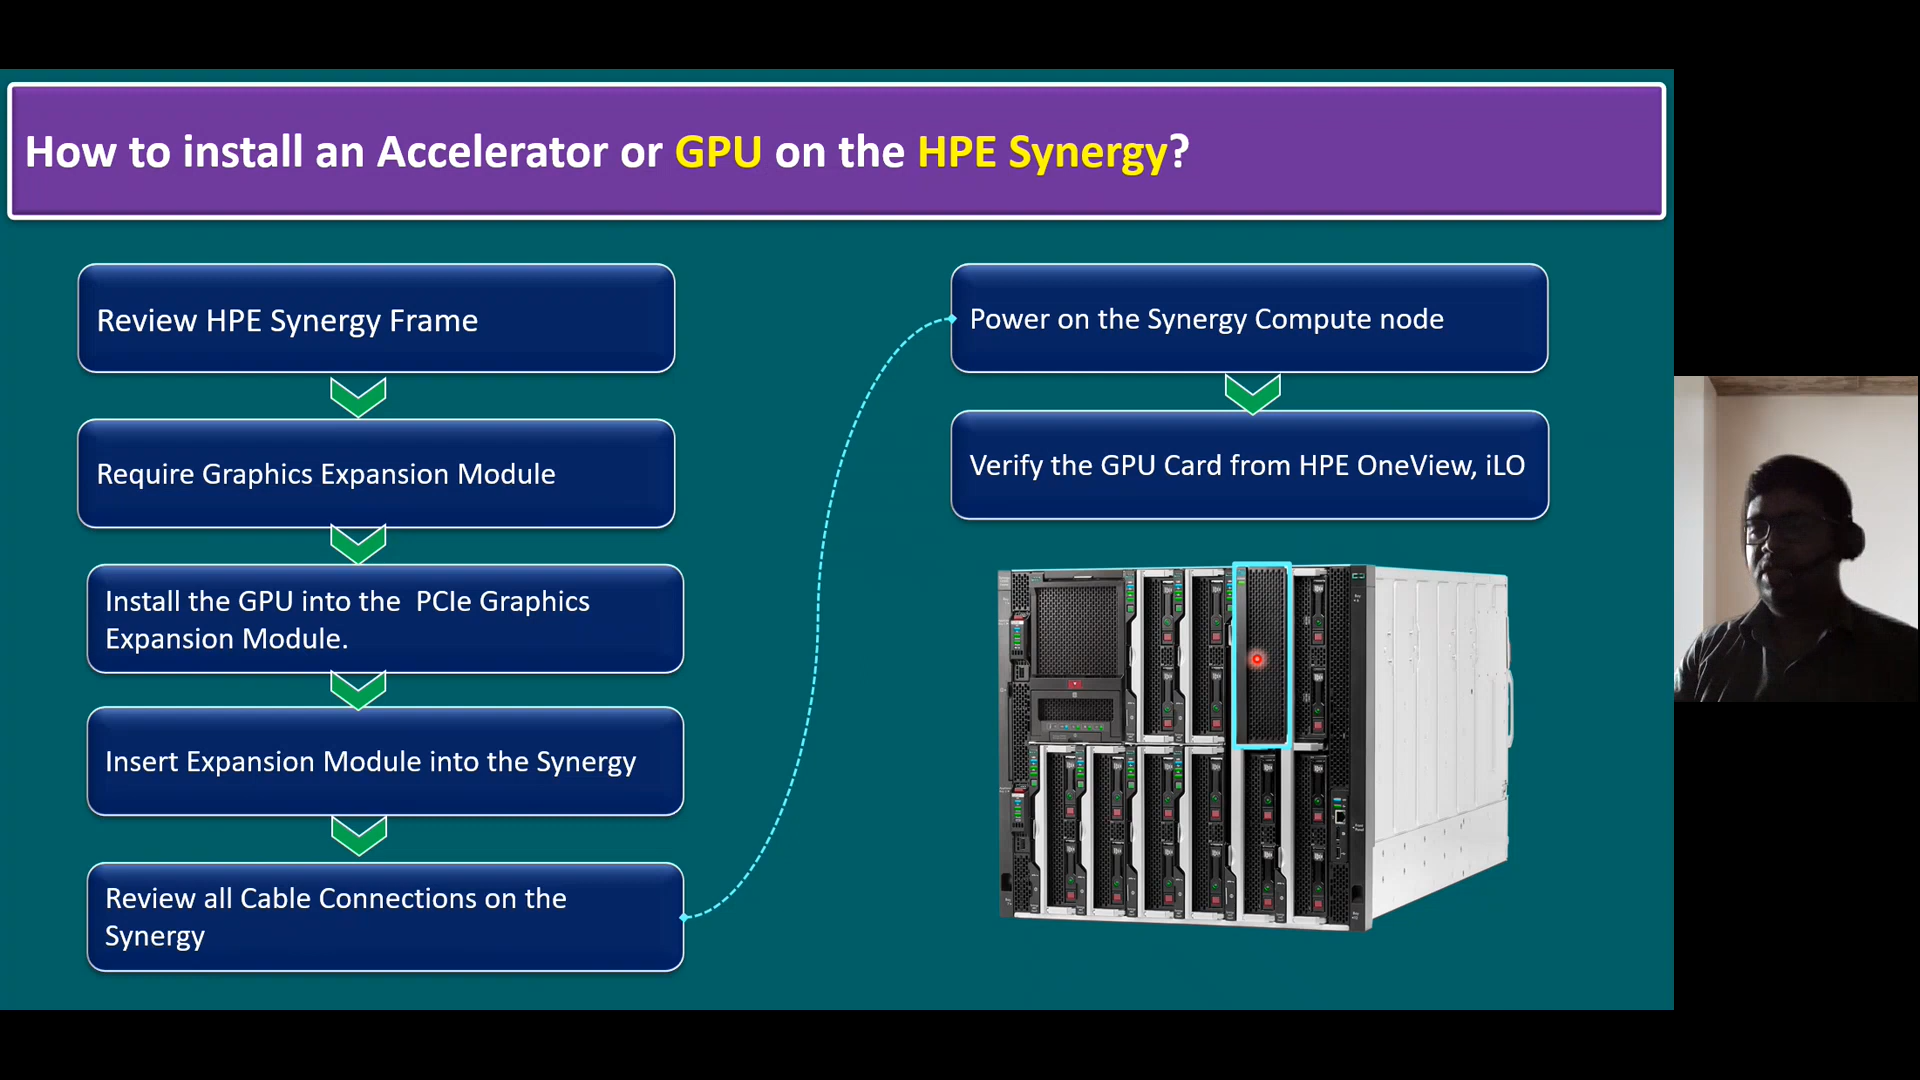 How to install an Accelerator or GPU on the HPE Synergy?
Review HPE Synergy Frame
Require Graphics Expansion Module
Install the GPU into the PCIe Graphics
Expansion Module.
Insert Expansion Module into the Synergy
Review all Cable Connections on the
Synergy
Power on the Synergy Compute node
Verify the GPU Card from HPE OneView, iLO